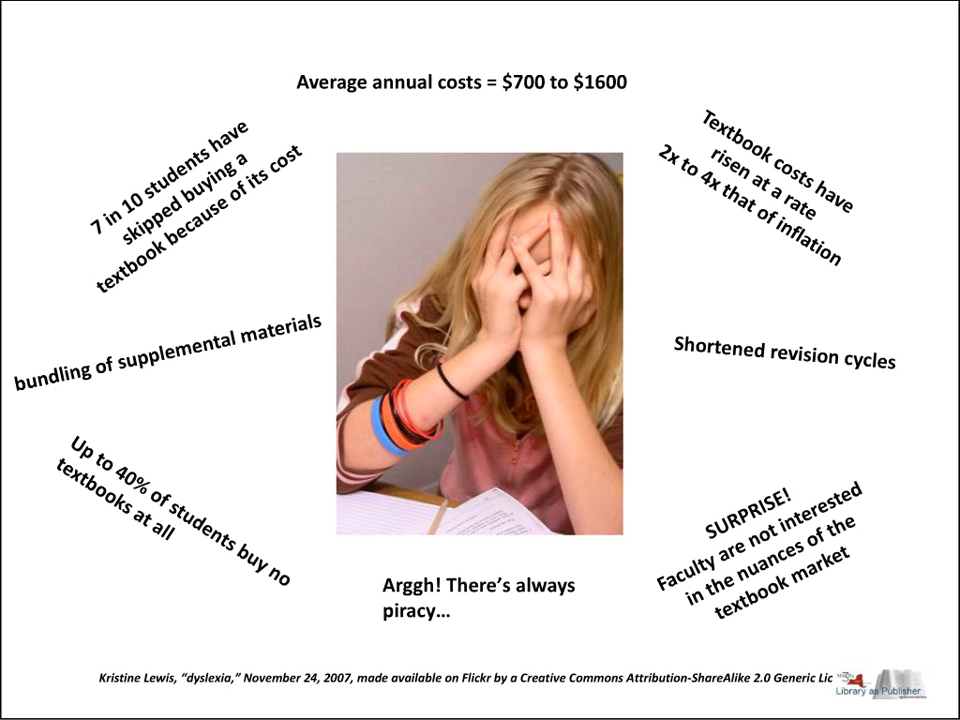 Average annual costs = $700 to $1600
7 in 10 students have
skipped buying a
textbook because of its cost
Textbook costs have
risen at a rate
2x to 4x that of inflation
bundling of supplemental materials
Shortened revision cycles
Up to 40% of students buy no
textbooks at all
SURPRISE!
Faculty are not interested
in the nuances of the
textbook market
Arggh! There’s always
piracy…
Kristine Lewis, “dyslexia,” November 24, 2007, made available on Flickr by a Creative Commons Attribution-ShareAlike 2.0 Generic Lic
Library as Publisher